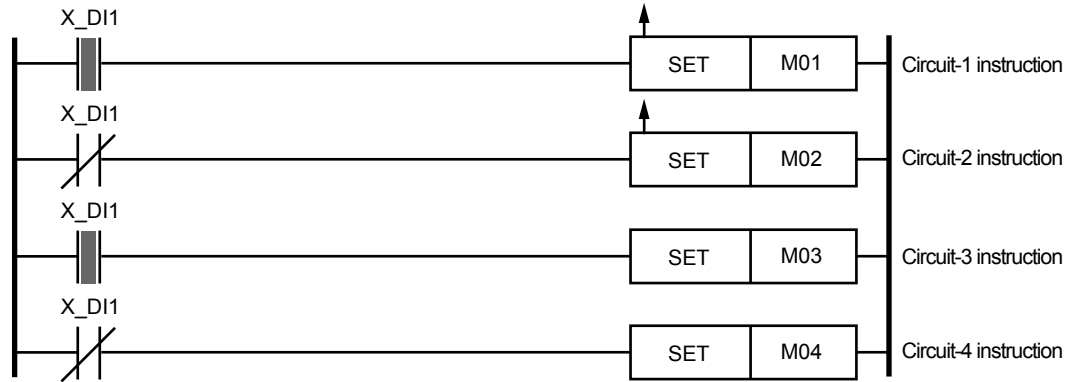 X_DI1
SET M01 Circuit-1 instruction
X_DI1
SET M02 Circuit-2 instruction
X_DI1
SET M03 Circuit-3 instruction
X_DI1
SET M04 Circuit-4 instruction